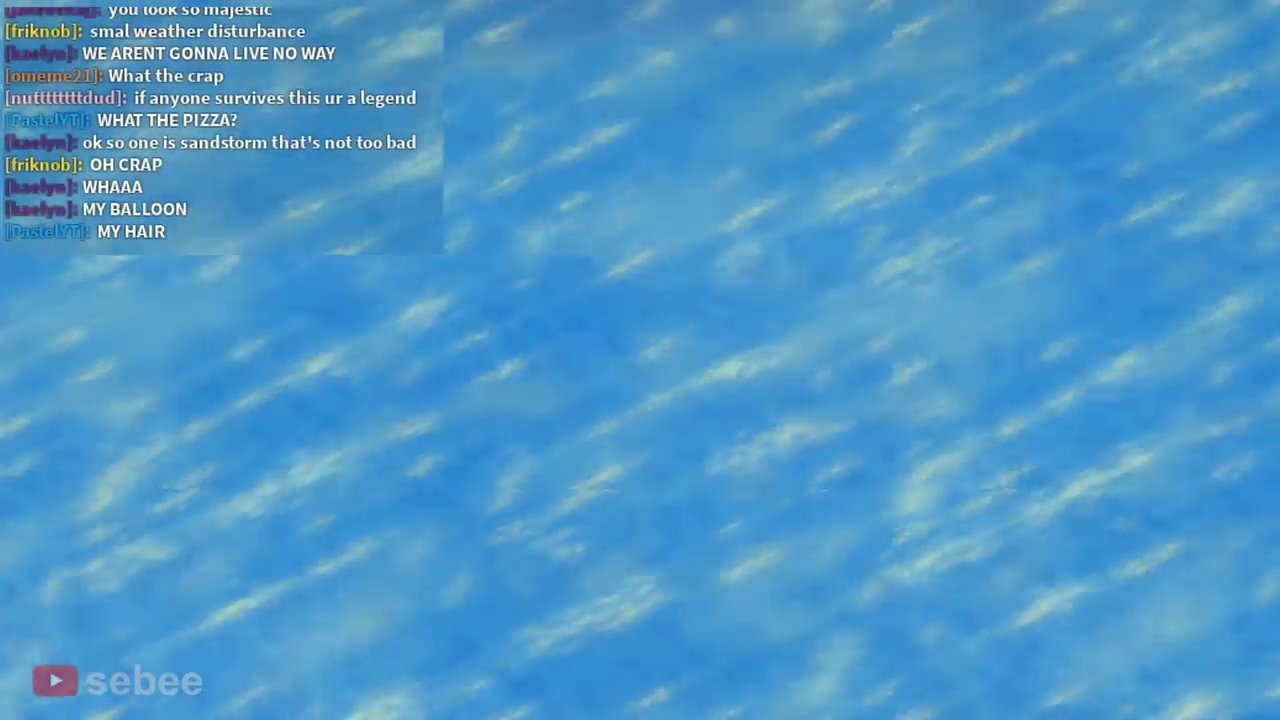 you look so majestic
[friknob]: smal weather disturbance
[kaelyn]: WE ARENT GONNA LIVE NO WAY
[omeme21]: What the crap
[nuttttttttdud]: if anyone survives this ur a legend
[PastelYT]: WHAT THE PIZZA?
[kaelyn]: ok so one is sandstorm that's not too bad
[friknob]: OH CRAP
[kaelyn]: WHAAA
[kaelyn]: MY BALLOON
[PastelYT]: MY HAIR
sebee